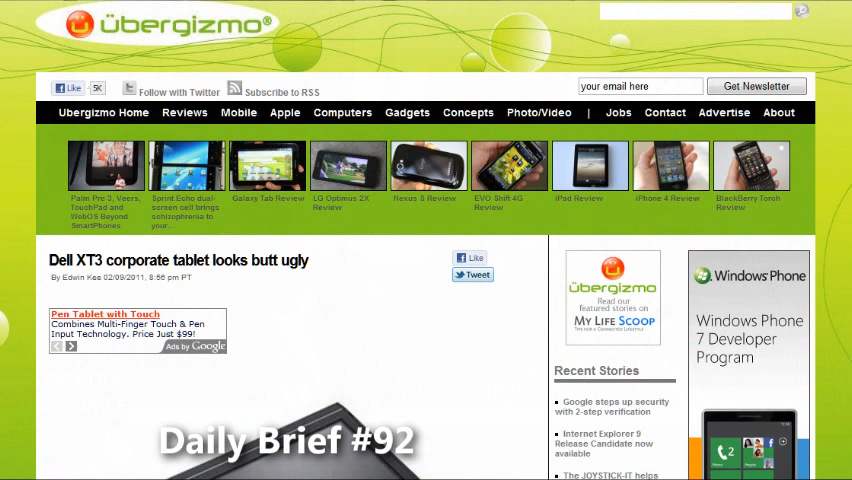 übergizmo®
Like 5K
Follow with Twitter
Subscribe to RSS
your email here
Get Newsletter
Ubergizmo Home Reviews Mobile Apple Computers Gadgets Concepts Photo/Video | Jobs Contact Advertise About
Palm Pre 3, Veers,
TouchPad and
WebOS Beyond
SmartPhones
Sprint Echo dual-
screen cell brings
schizophrenia to
your...
Galaxy Tab Review
LG Optimus 2X
Review
Nexus S Review
EVO Shift 4G
Review
iPad Review
iPhone 4 Review
BlackBerry Torch
Review
Dell XT3 corporate tablet looks butt ugly
By Edwin Kee 02/09/2011, 8:56 pm PT
Like
Tweet
Pen Tablet with Touch
Combines Multi-Finger Touch & Pen
Input Technology. Price Just $99!
Ads by Google
Daily Brief #92
übergizmo
Read our
featured stories on
MY LIFE SCOOP
TIPS FOR A CONNECTED LIFESTYLE
Recent Stories
Google steps up security
with 2-step verification
Internet Explorer 9
Release Candidate now
available
The JOYSTICK-IT helps
Windows Phone
Windows Phone
7 Developer
Program
2